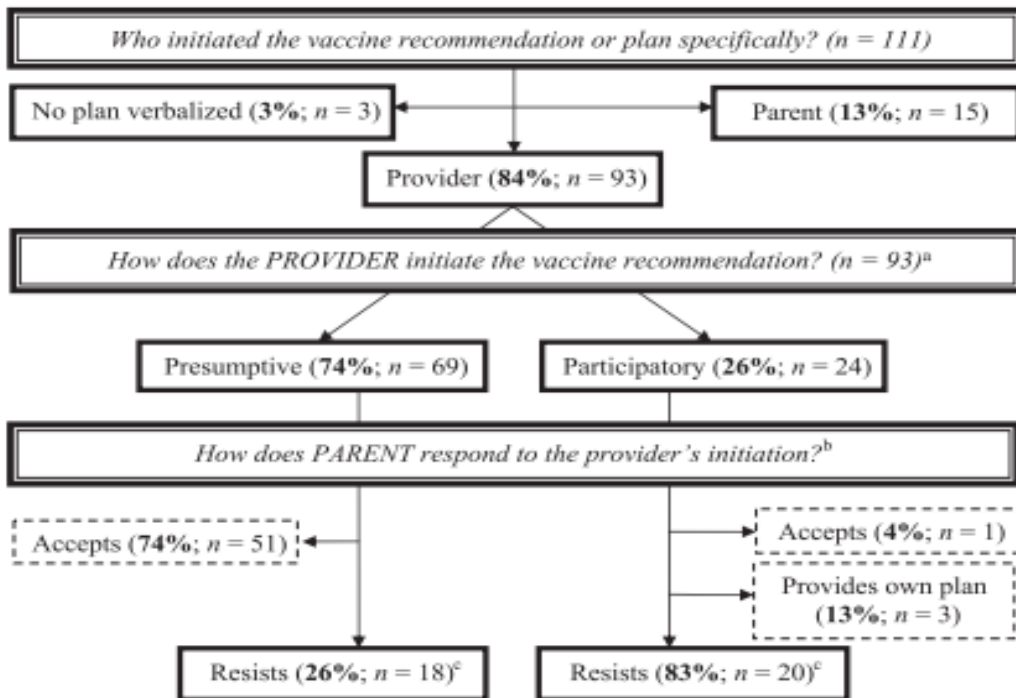 Who initiated the vaccine recommendation or plan specifically? (n = 111)
No plan verbalized (3%; n = 3)
Parent (13%; n = 15)
Provider (84%; n = 93)
How does the PROVIDER initiate the vaccine recommendation? (n = 93)ᵃ
Presumptive (74%; n = 69)
Participatory (26%; n = 24)
How does PARENT respond to the provider's initiation?ᵇ
Accepts (74%; n = 51)
Accepts (4%; n = 1)
Provides own plan
(13%; n = 3)
Resists (26%; n = 18)ᶜ
Resists (83%; n = 20)ᶜ